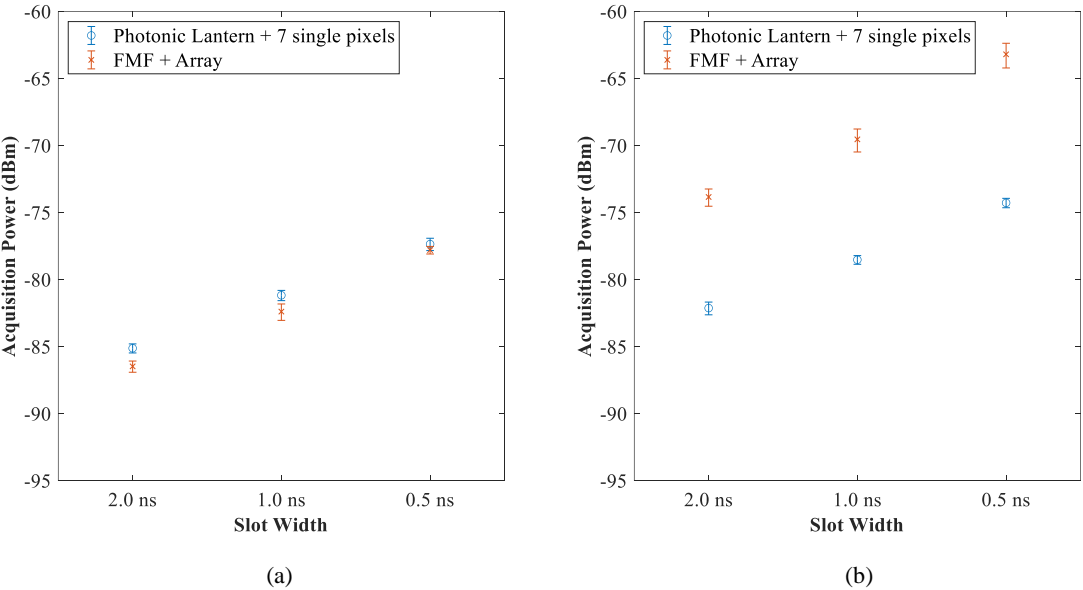 -60
-65
-70
-75
-80
-85
-90
-95
Acquisition Power (dBm)
Photonic Lantern + 7 single pixels
FMF + Array
2.0 ns 1.0 ns 0.5 ns
Slot Width
(a)
-60
-65
-70
-75
-80
-85
-90
-95
Acquisition Power (dBm)
Photonic Lantern + 7 single pixels
FMF + Array
2.0 ns 1.0 ns 0.5 ns
Slot Width
(b)